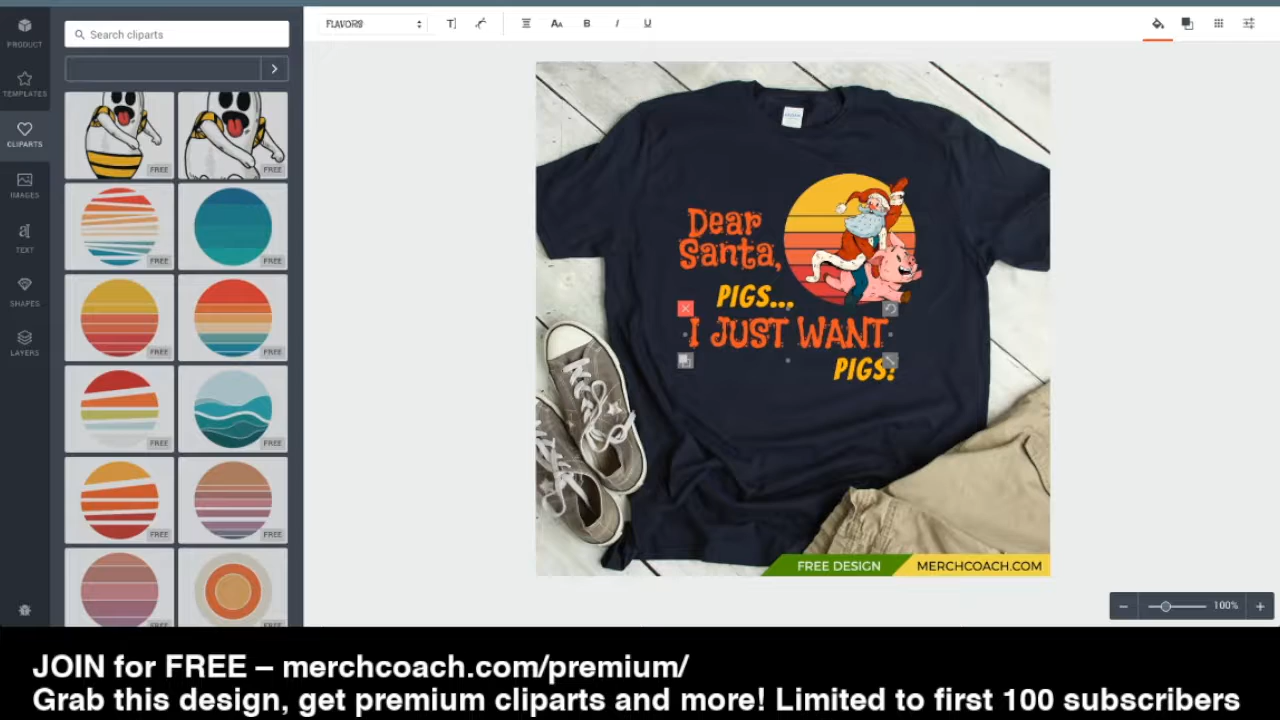 PRODUCT
TEMPLATES
CLIPARTS
IMAGES
TEXT
SHAPES
LAYERS
Search cliparts
FREE
FREE
FREE
FREE
FREE
FREE
FREE
FREE
FREE
FREE
FREE
FREE
FLAVORS
B
I
U
Dear
Santa,
PIGS...
I JUST WANT
PIGS!
FREE DESIGN
MERCHCOACH.COM
100%
JOIN for FREE – merchcoach.com/premium/
Grab this design, get premium cliparts and more! Limited to first 100 subscribers